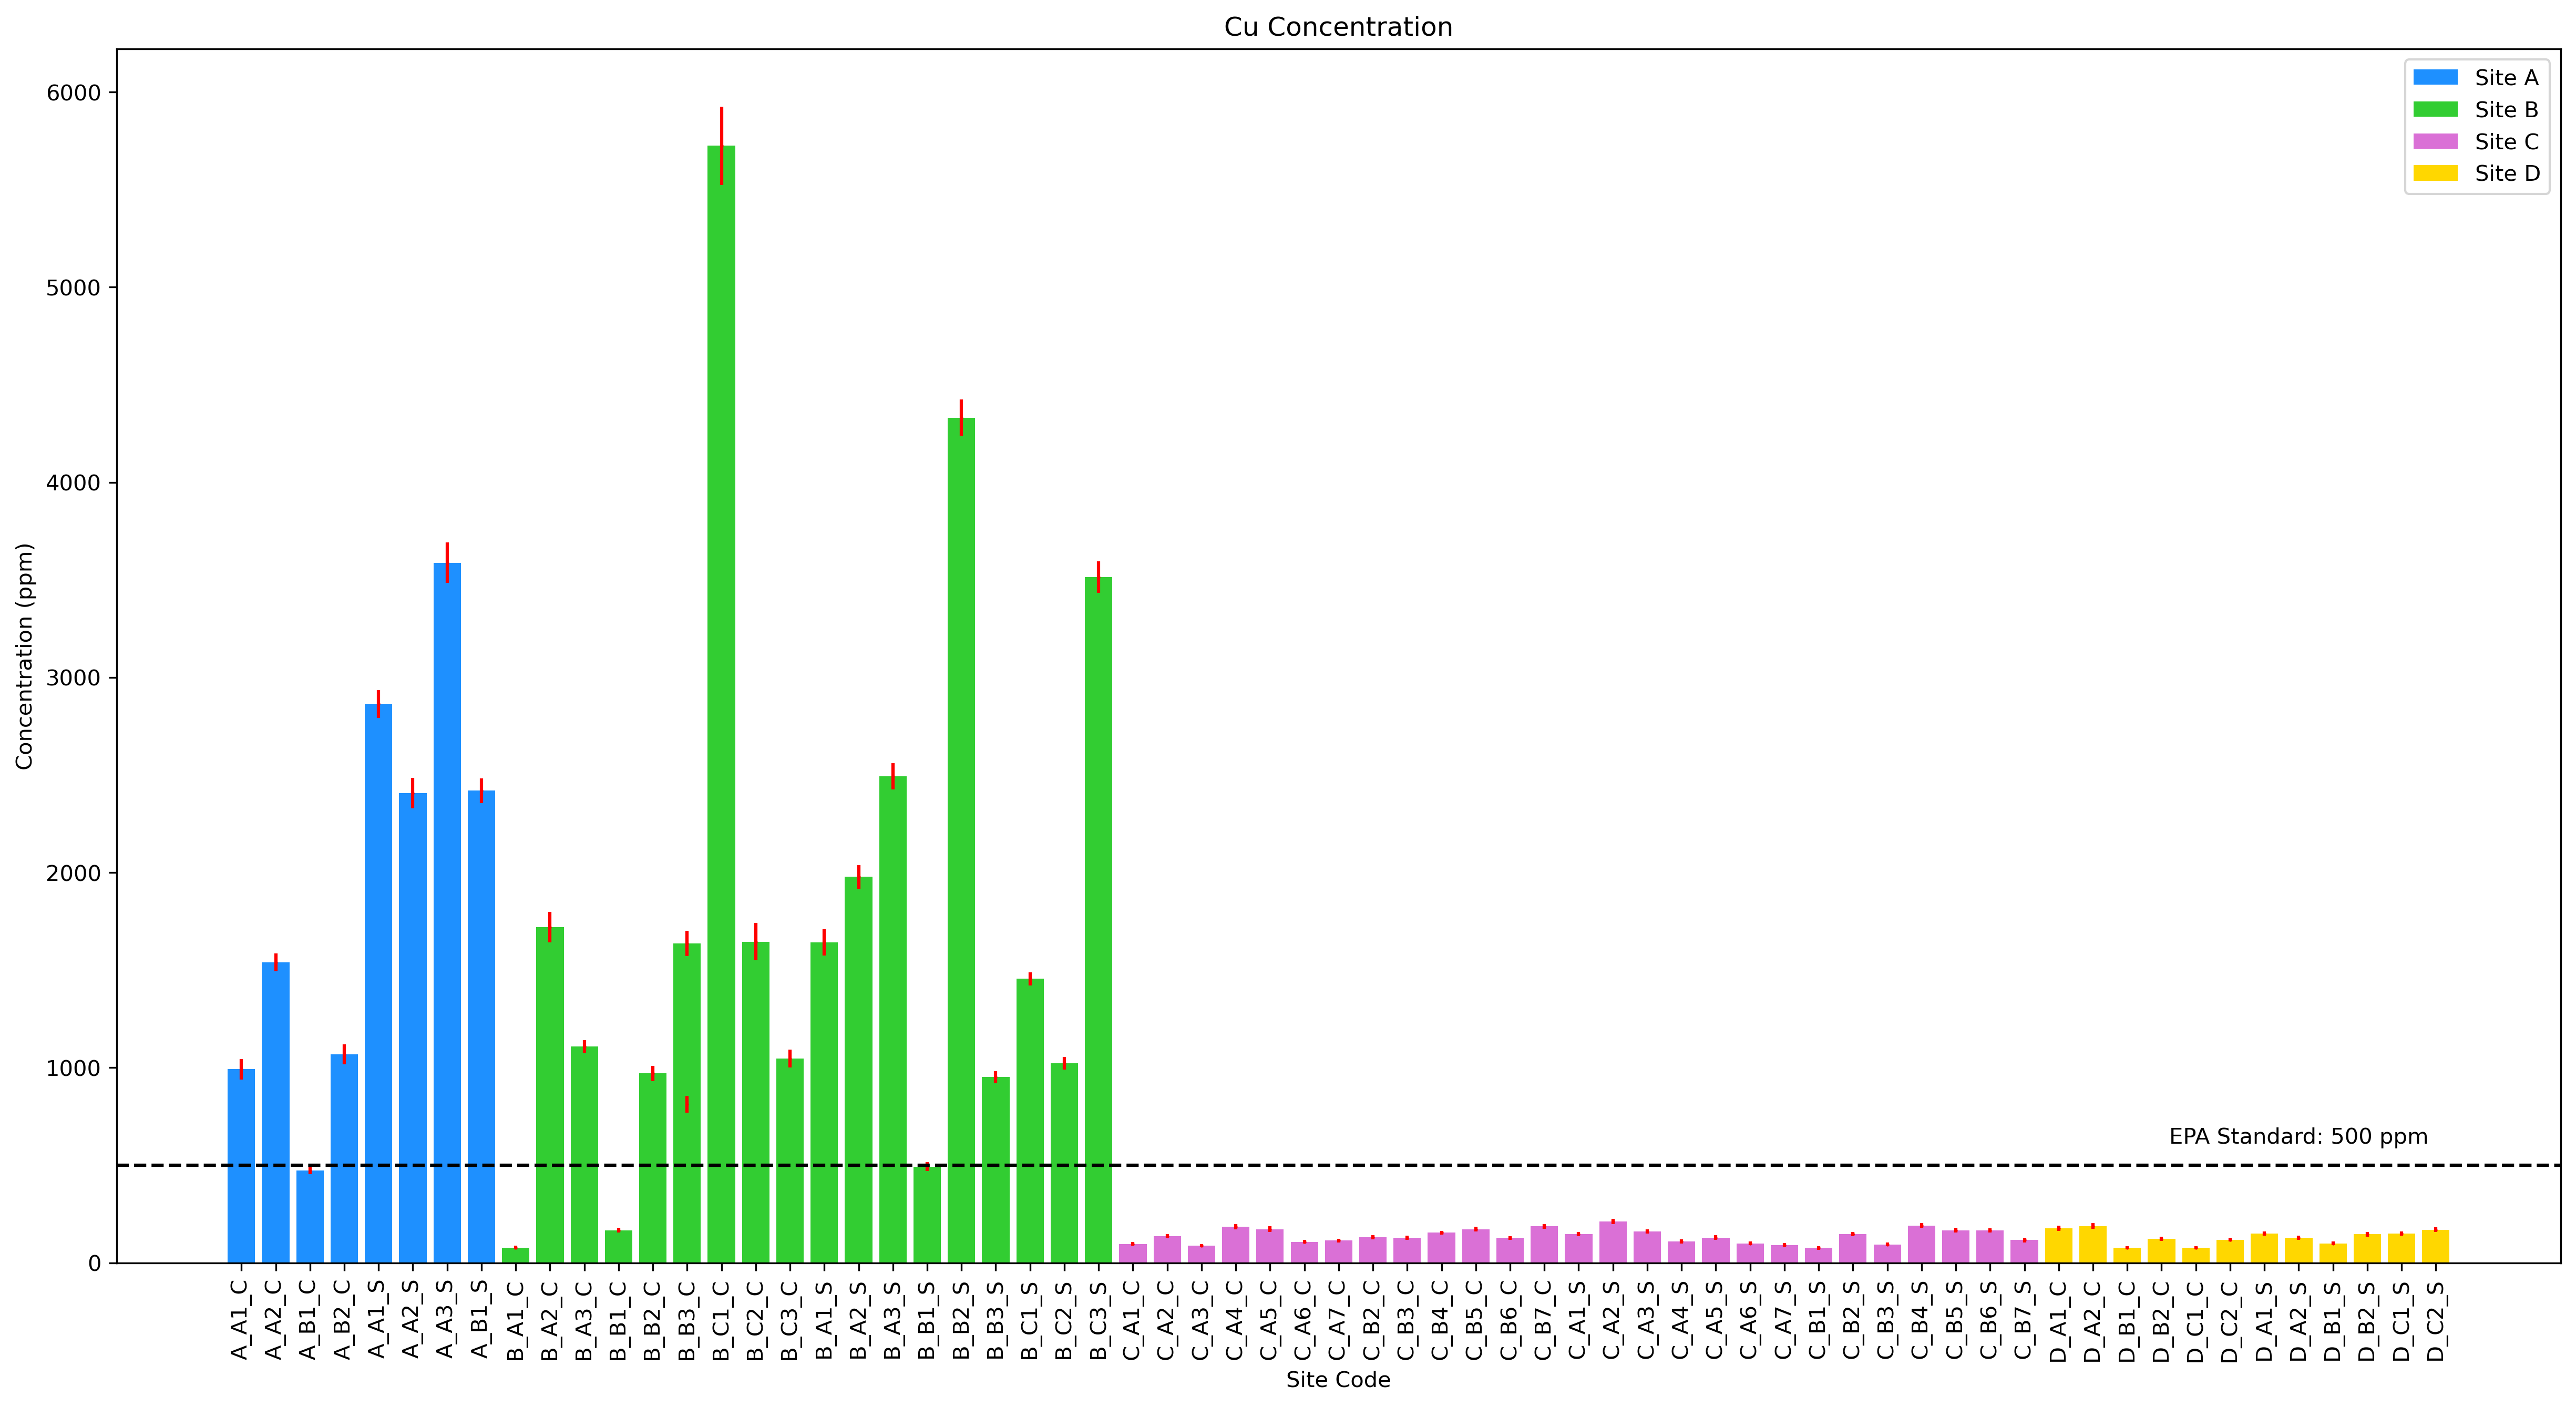 Cu Concentration
6000
5000
4000
3000
2000
1000
0
Concentration (ppm)
Site A
Site B
Site C
Site D
EPA Standard: 500 ppm
A_A1_C
A_A2_C
A_B1_C
A_B2_C
A_A1_S
A_A2_S
A_A3_S
A_B1_S
B_A1_C
B_A2_C
B_A3_C
B_B1_C
B_B2_C
B_B3_C
B_C1_C
B_C2_C
B_C3_C
B_A1_S
B_A2_S
B_A3_S
B_B1_S
B_B2_S
B_B3_S
B_C1_S
B_C2_S
B_C3_S
C_A1_C
C_A2_C
C_A3_C
C_A4_C
C_A5_C
C_A6_C
C_A7_C
C_B2_C
C_B3_C
C_B4_C
C_B5_C
C_B6_C
C_B7_C
C_A1_S
C_A2_S
C_A3_S
C_A4_S
C_A5_S
C_A6_S
C_A7_S
C_B1_S
C_B2_S
C_B3_S
C_B4_S
C_B5_S
C_B6_S
C_B7_S
D_A1_C
D_A2_C
D_B1_C
D_B2_C
D_C1_C
D_C2_C
D_A1_S
D_A2_S
D_B1_S
D_B2_S
D_C1_S
D_C2_S
Site Code